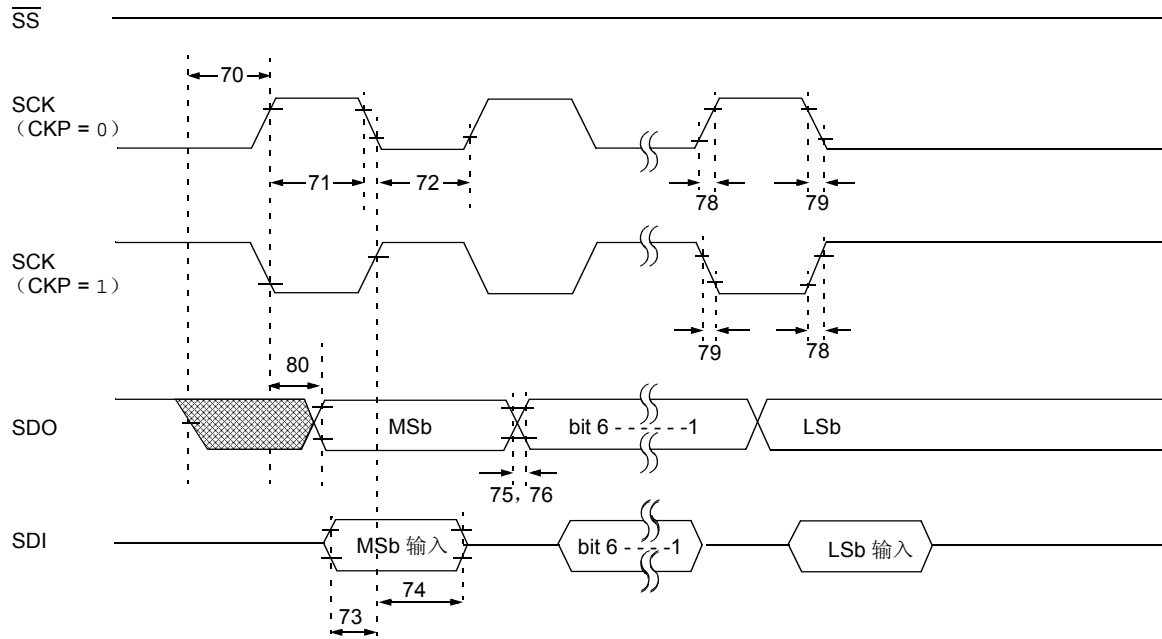 SS
70
SCK
（CKP = 0）
71
72
78
79
SCK
（CKP = 1）
79
78
80
SDO
MSb
bit 6 - - - - - -1
LSb
75，76
SDI
MSb 输入
bit 6 - - - - -1
LSb 输入
74
73